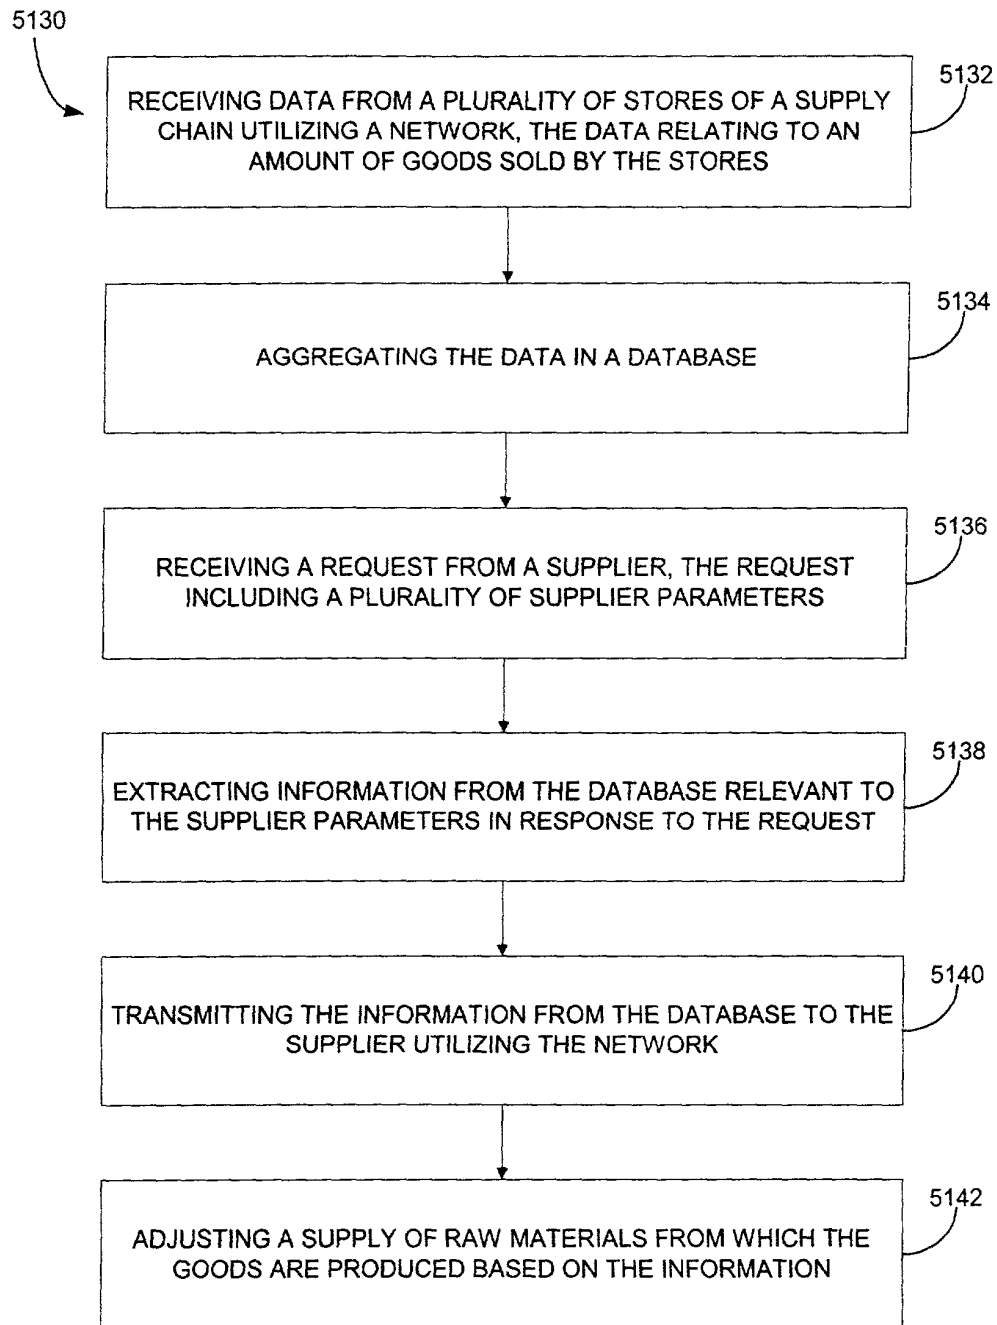 5130
5132
RECEIVING DATA FROM A PLURALITY OF STORES OF A SUPPLY
CHAIN UTILIZING A NETWORK, THE DATA RELATING TO AN
AMOUNT OF GOODS SOLD BY THE STORES
5134
AGGREGATING THE DATA IN A DATABASE
5136
RECEIVING A REQUEST FROM A SUPPLIER, THE REQUEST
INCLUDING A PLURALITY OF SUPPLIER PARAMETERS
5138
EXTRACTING INFORMATION FROM THE DATABASE RELEVANT TO
THE SUPPLIER PARAMETERS IN RESPONSE TO THE REQUEST
5140
TRANSMITTING THE INFORMATION FROM THE DATABASE TO THE
SUPPLIER UTILIZING THE NETWORK
5142
ADJUSTING A SUPPLY OF RAW MATERIALS FROM WHICH THE
GOODS ARE PRODUCED BASED ON THE INFORMATION